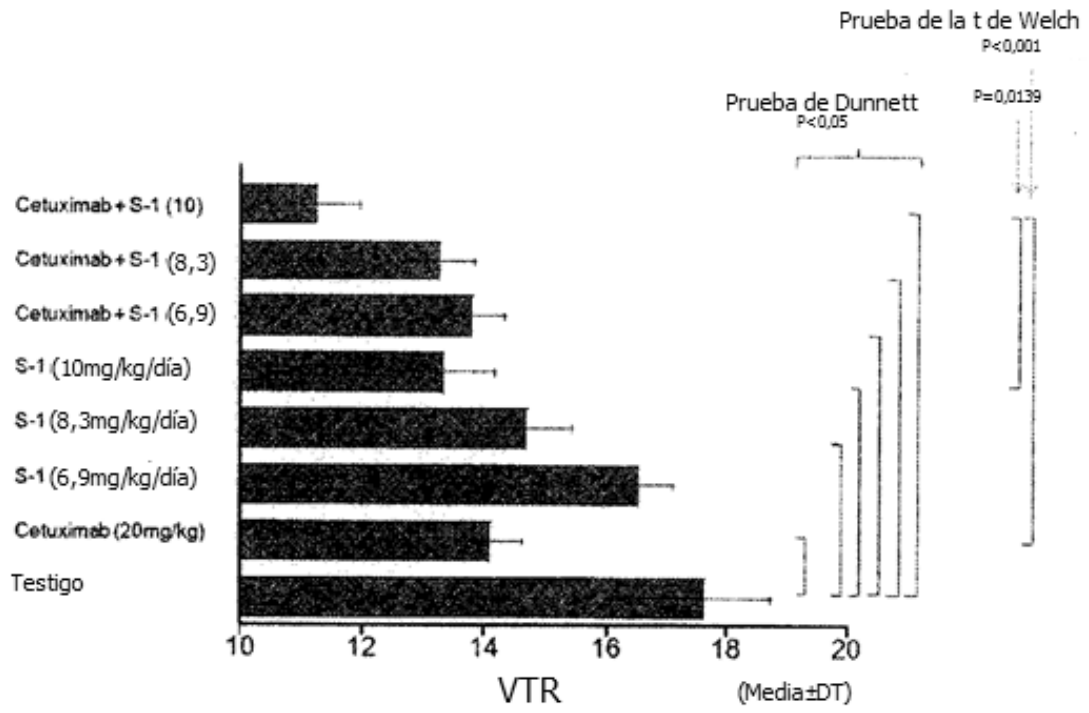 Prueba de la t de Welch
P<0,001
P=0,0139
Prueba de Dunnett
P<0,05
Cetuximab + S-1 (10)
Cetuximab + S-1 (8,3)
Cetuximab + S-1 (6,9)
S-1 (10mg/kg/día)
S-1 (8,3mg/kg/día)
S-1 (6,9mg/kg/día)
Cetuximab (20mg/kg)
Testigo
10 12 14 16 18 20
VTR (Media±DT)